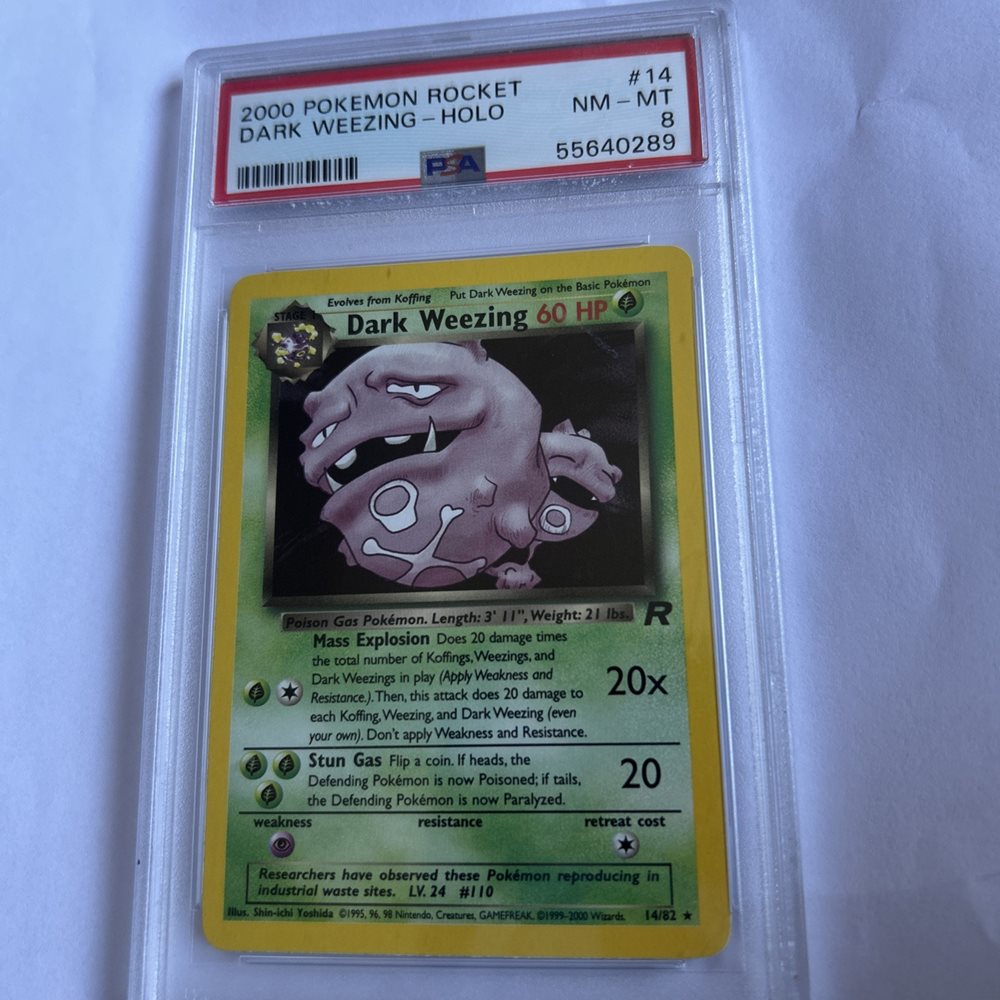 2000 POKEMON ROCKET #14
DARK WEEZING - HOLO NM - MT
8
PSA 55640289
Evolves from Koffing Put Dark Weezing on the Basic Pokémon
STAGE 1
Dark Weezing 60 HP
Poison Gas Pokémon. Length: 3' 11", Weight: 21 lbs. R
Mass Explosion Does 20 damage times
the total number of Koffings, Weezings, and
Dark Weezings in play (Apply Weakness and
Resistance.). Then, this attack does 20 damage to
each Koffing, Weezing, and Dark Weezing (even
your own). Don't apply Weakness and Resistance.
20x
Stun Gas Flip a coin. If heads, the
Defending Pokémon is now Poisoned; if tails,
the Defending Pokémon is now Paralyzed.
20
weakness resistance retreat cost
Researchers have observed these Pokémon reproducing in
industrial waste sites. LV. 24 #110
Illus. Shin-ichi Yoshida ©1995, 96, 98 Nintendo, Creatures, GAMEFREAK. ©1999-2000 Wizards. 14/82 ★